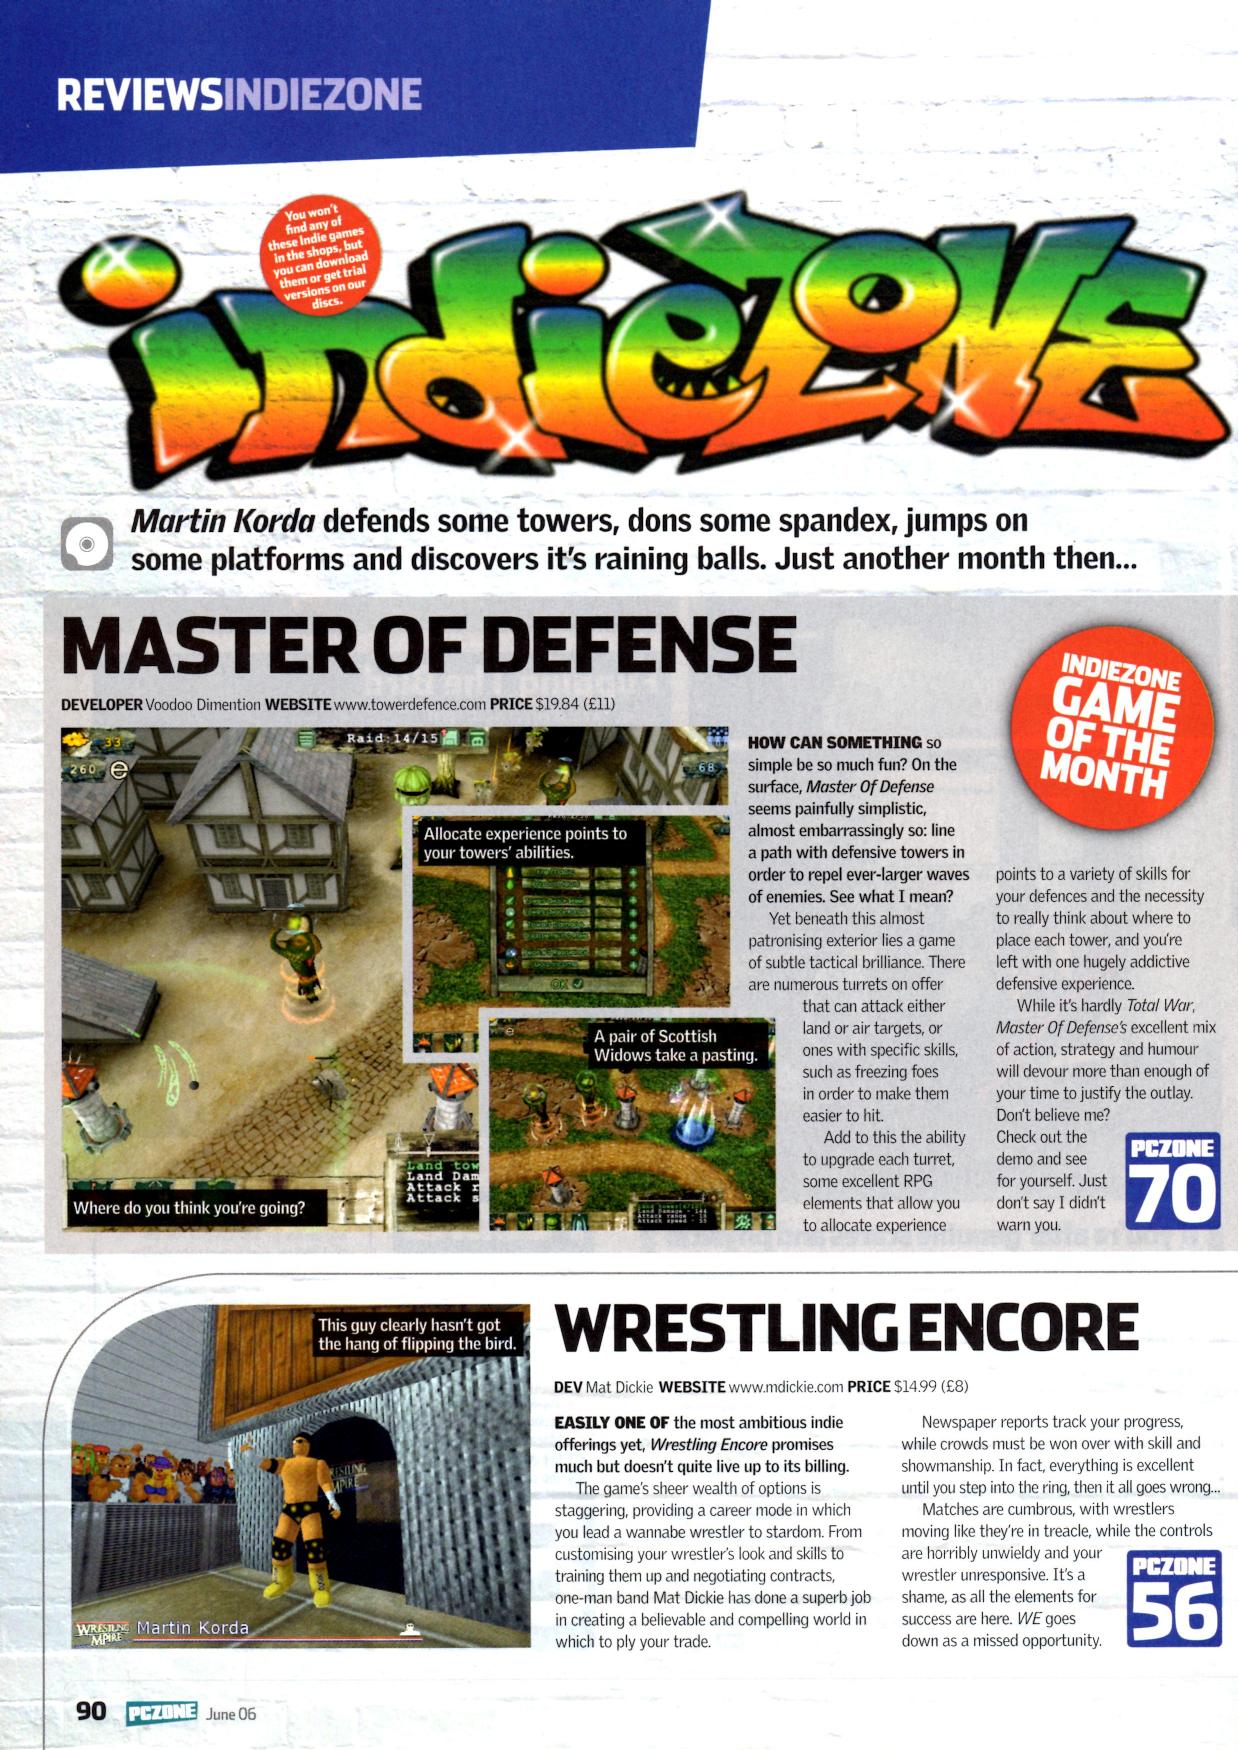 REVIEWSINDIEZONE
You won't
find any of
these Indie games
in the shops, but
you can download
them or get trial
versions on our
discs.
indiezone
Martin Korda defends some towers, dons some spandex, jumps on
some platforms and discovers it's raining balls. Just another month then...
MASTER OF DEFENSE
DEVELOPER Voodoo Dimention WEBSITE www.towerdefence.com PRICE $19.84 (£11)
INDIEZONE
GAME
OF THE
MONTH
33
260
Raid:14/15
68
Allocate experience points to
your towers' abilities.
OK
A pair of Scottish
Widows take a pasting.
Where do you think you're going?
HOW CAN SOMETHING so
simple be so much fun? On the
surface, Master Of Defense
seems painfully simplistic,
almost embarrassingly so: line
a path with defensive towers in
order to repel ever-larger waves
of enemies. See what I mean?
Yet beneath this almost
patronising exterior lies a game
of subtle tactical brilliance. There
are numerous turrets on offer
that can attack either
land or air targets, or
ones with specific skills,
such as freezing foes
in order to make them
easier to hit.
Add to this the ability
to upgrade each turret,
some excellent RPG
elements that allow you
to allocate experience
points to a variety of skills for
your defences and the necessity
to really think about where to
place each tower, and you're
left with one hugely addictive
defensive experience.
While it's hardly Total War,
Master Of Defense's excellent mix
of action, strategy and humour
will devour more than enough of
your time to justify the outlay.
Don't believe me?
Check out the
demo and see
for yourself. Just
don't say I didn't
warn you.
PCZONE
70
This guy clearly hasn't got
the hang of flipping the bird.
WRESTLING
MPIRE
Martin Korda
WRESTLING ENCORE
DEV Mat Dickie WEBSITE www.mdickie.com PRICE $14.99 (£8)
EASILY ONE OF the most ambitious indie
offerings yet, Wrestling Encore promises
much but doesn't quite live up to its billing.
The game's sheer wealth of options is
staggering, providing a career mode in which
you lead a wannabe wrestler to stardom. From
customising your wrestler's look and skills to
training them up and negotiating contracts,
one-man band Mat Dickie has done a superb job
in creating a believable and compelling world in
which to ply your trade.
Newspaper reports track your progress,
while crowds must be won over with skill and
showmanship. In fact, everything is excellent
until you step into the ring, then it all goes wrong...
Matches are cumbrous, with wrestlers
moving like they're in treacle, while the controls
are horribly unwieldy and your
wrestler unresponsive. It's a
shame, as all the elements for
success are here. WE goes
down as a missed opportunity.
PCZONE
56
90 PCZONE June 06